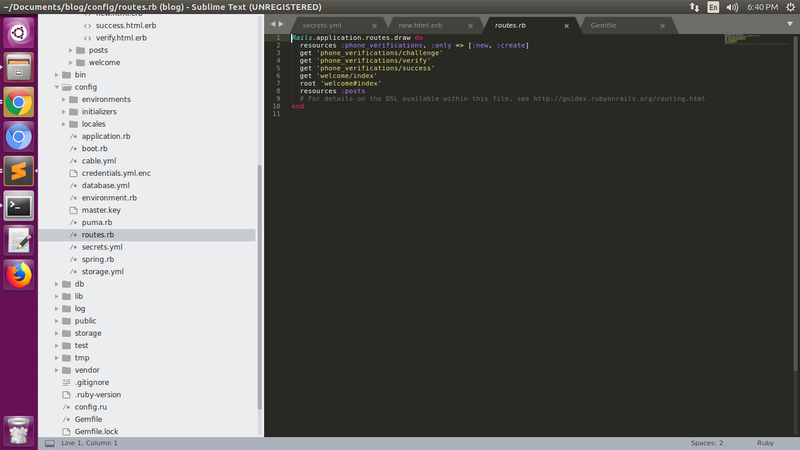 ~/Documents/blog/config/routes.rb (blog) - Sublime Text (UNREGISTERED)
En
6:40 PM
success.html.erb
verify.html.erb
posts
welcome
bin
config
environments
initializers
locales
application.rb
boot.rb
cable.yml
credentials.yml.enc
database.yml
environment.rb
master.key
puma.rb
routes.rb
secrets.yml
spring.rb
storage.yml
db
lib
log
public
storage
test
tmp
vendor
.gitignore
.ruby-version
config.ru
Gemfile
Gemfile.lock
secrets.yml
new.html.erb
routes.rb
Gemfile
1 Rails.application.routes.draw do
2 resources :phone_verifications, :only => [:new, :create]
3 get 'phone_verifications/challenge'
4 get 'phone_verifications/verify'
5 get 'phone_verifications/success'
6 get 'welcome/index'
7 root 'welcome#index'
8 resources :posts
9 # For details on the DSL available within this file, see http://guides.rubyonrails.org/routing.html
10 end
11
Line 1, Column 1
Spaces: 2
Ruby